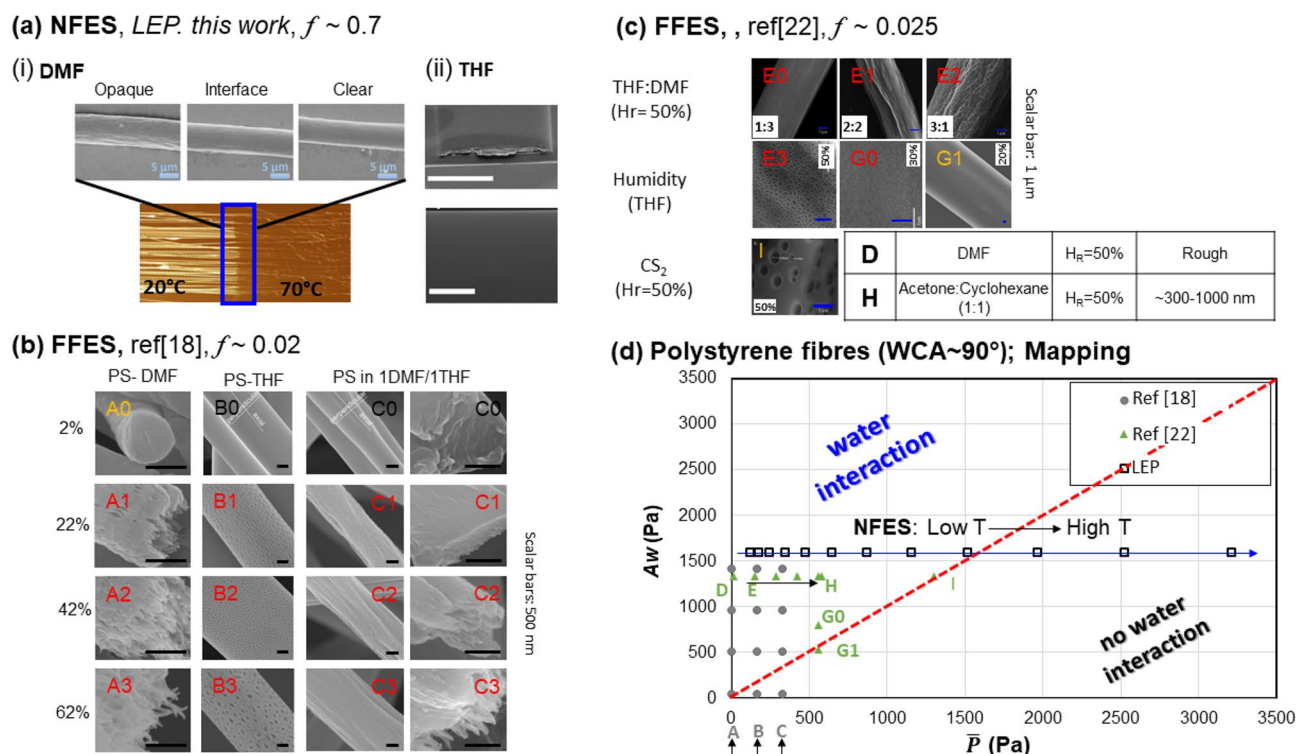 (a) NFES, LEP. this work, f ~ 0.7
(i) DMF
Opaque Interface Clear
5 μm 5 μm 5 μm
20°C 70°C
(ii) THF
(b) FFES, ref[18], f ~ 0.02
PS- DMF PS-THF PS in 1DMF/1THF
2% A0 B0 C0 C0
22% A1 B1 C1 C1
42% A2 B2 C2 C2
62% A3 B3 C3 C3
Scalar bars: 500 nm
(c) FFES, , ref[22], f ~ 0.025
THF:DMF
(Hr= 50%)
E0 E1 E2
1:3 2:2 3:1
Humidity
(THF)
E3 G0 G1
50% 30% 20%
Scalar bar: 1 μm
CS2
(Hr=50%)
I
50%
D DMF HR=50% Rough
H Acetone:Cyclohexane
(1:1) HR=50% ~300-1000 nm
(d) Polystyrene fibres (WCA~90°); Mapping
Aw (Pa)
3500
3000
2500
2000
1500
1000
500
0
water
interaction
Ref [18]
Ref [22]
LEP
NFES: Low T High T
D E H I
G0
G1
no water
interaction
0 500 1000 1500 2000 2500 3000 3500
A B C
P̅ (Pa)